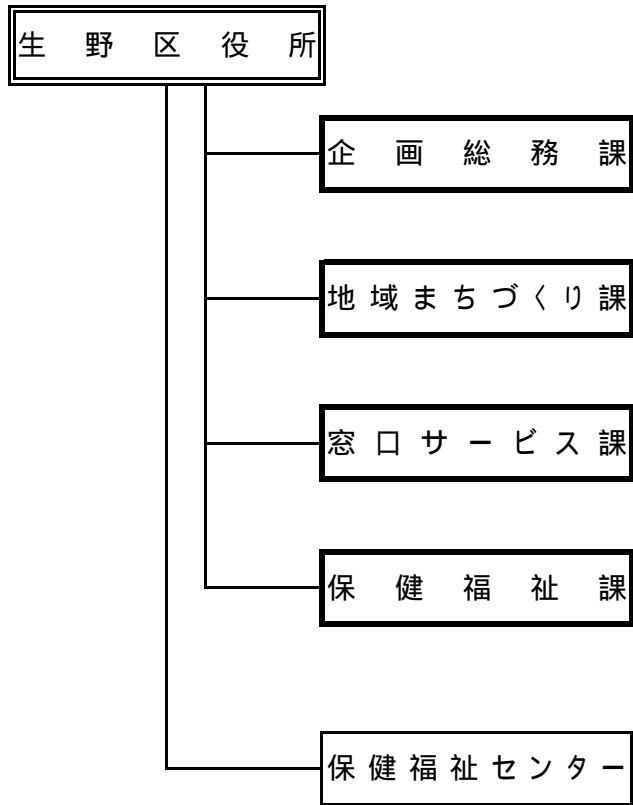 生野区役所
企画総務課
地域まちづくり課
窓口サービス課
保健福祉課
保健福祉センター